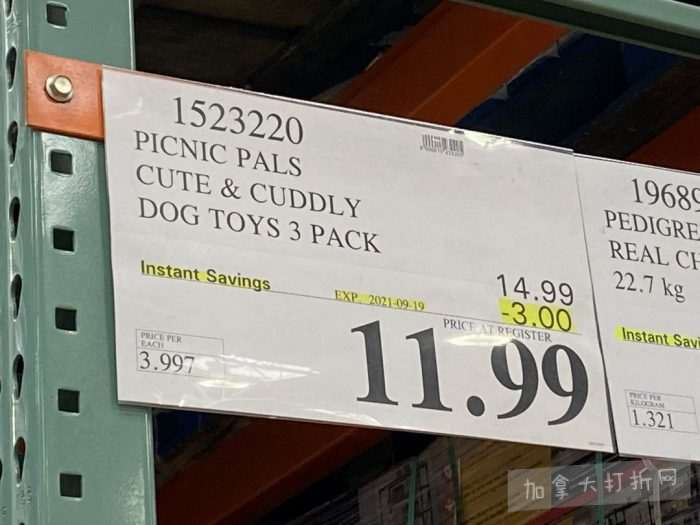 1523220
PICNIC PALS
CUTE & CUDDLY
DOG TOYS 3 PACK
Instant Savings
EXP. 2021-09-19
14.99
-3.00
PRICE AT REGISTER
11.99
PRICE PER
EACH
3.997
19689
PEDIGRE
REAL CH
22.7 kg
Instant Savi
PRICE PER
KILOGRAM
1.321
加拿大打折网